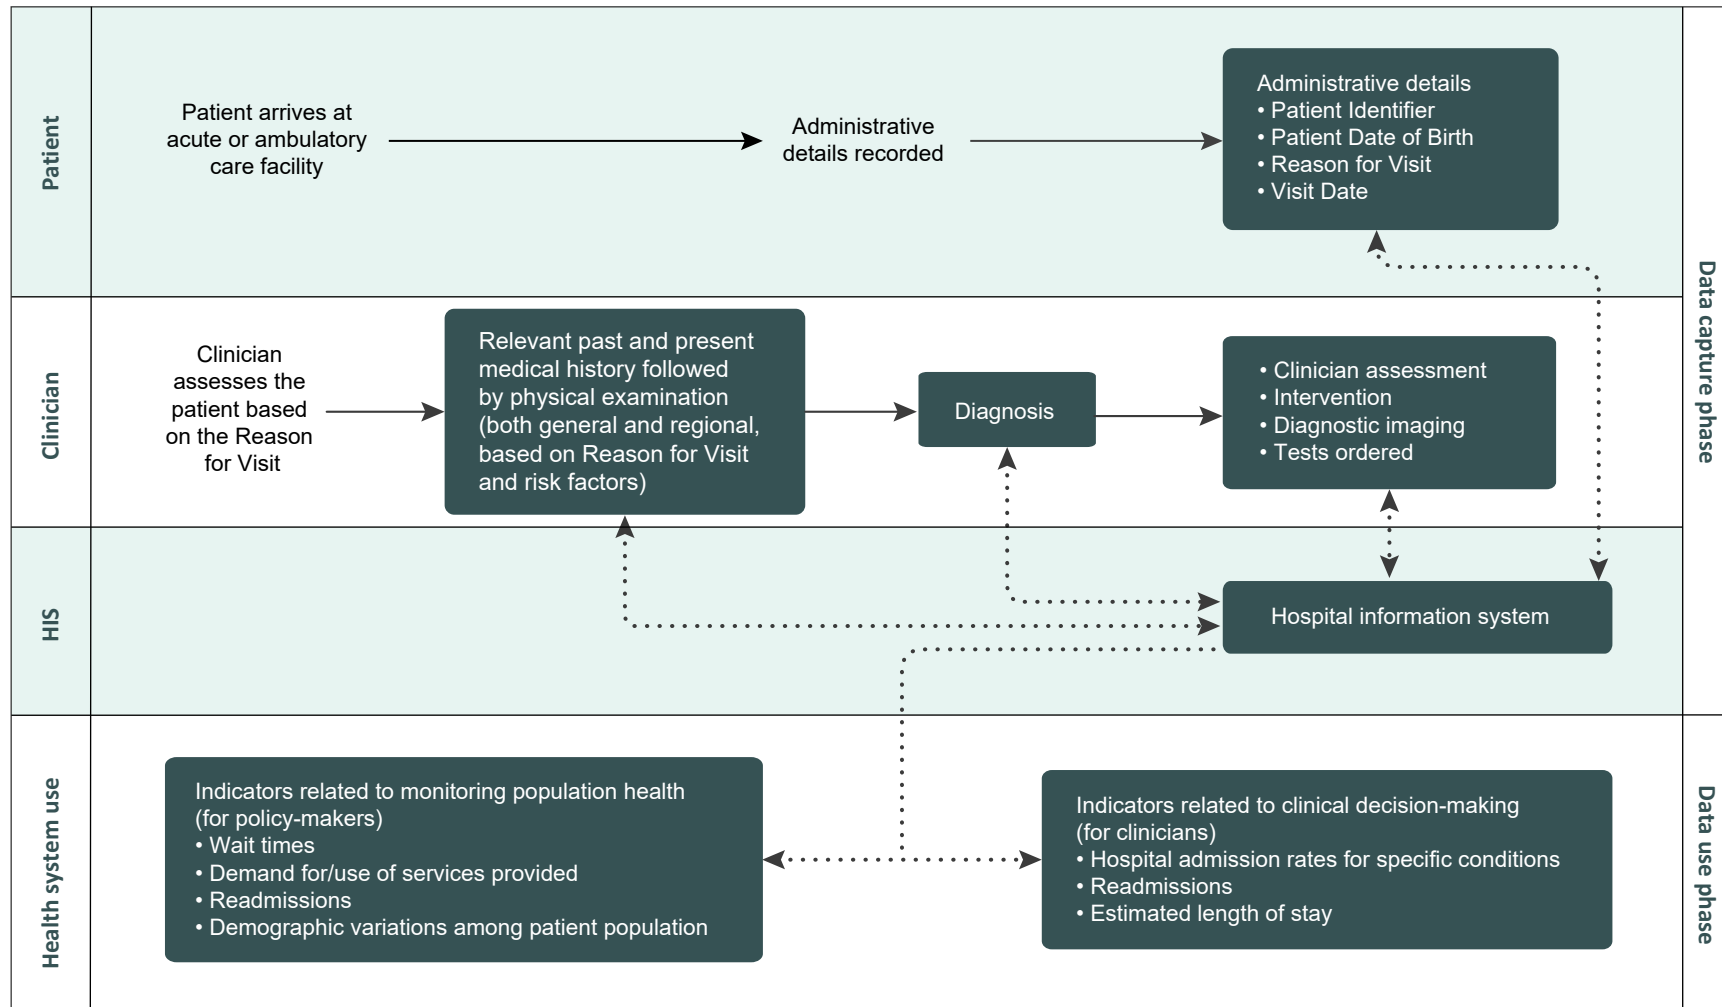 Patient
Patient arrives at
acute or ambulatory
care facility
Administrative
details recorded
Administrative details
• Patient Identifier
• Patient Date of Birth
• Reason for Visit
• Visit Date
Data capture phase
Clinician
Clinician
assesses the
patient based
on the Reason
for Visit
Relevant past and present
medical history followed
by physical examination
(both general and regional,
based on Reason for Visit
and risk factors)
Diagnosis
• Clinician assessment
• Intervention
• Diagnostic imaging
• Tests ordered
HIS
Hospital information system
Health system use
Indicators related to monitoring population health
(for policy-makers)
• Wait times
• Demand for/use of services provided
• Readmissions
• Demographic variations among patient population
Indicators related to clinical decision-making
(for clinicians)
• Hospital admission rates for specific conditions
• Readmissions
• Estimated length of stay
Data use phase